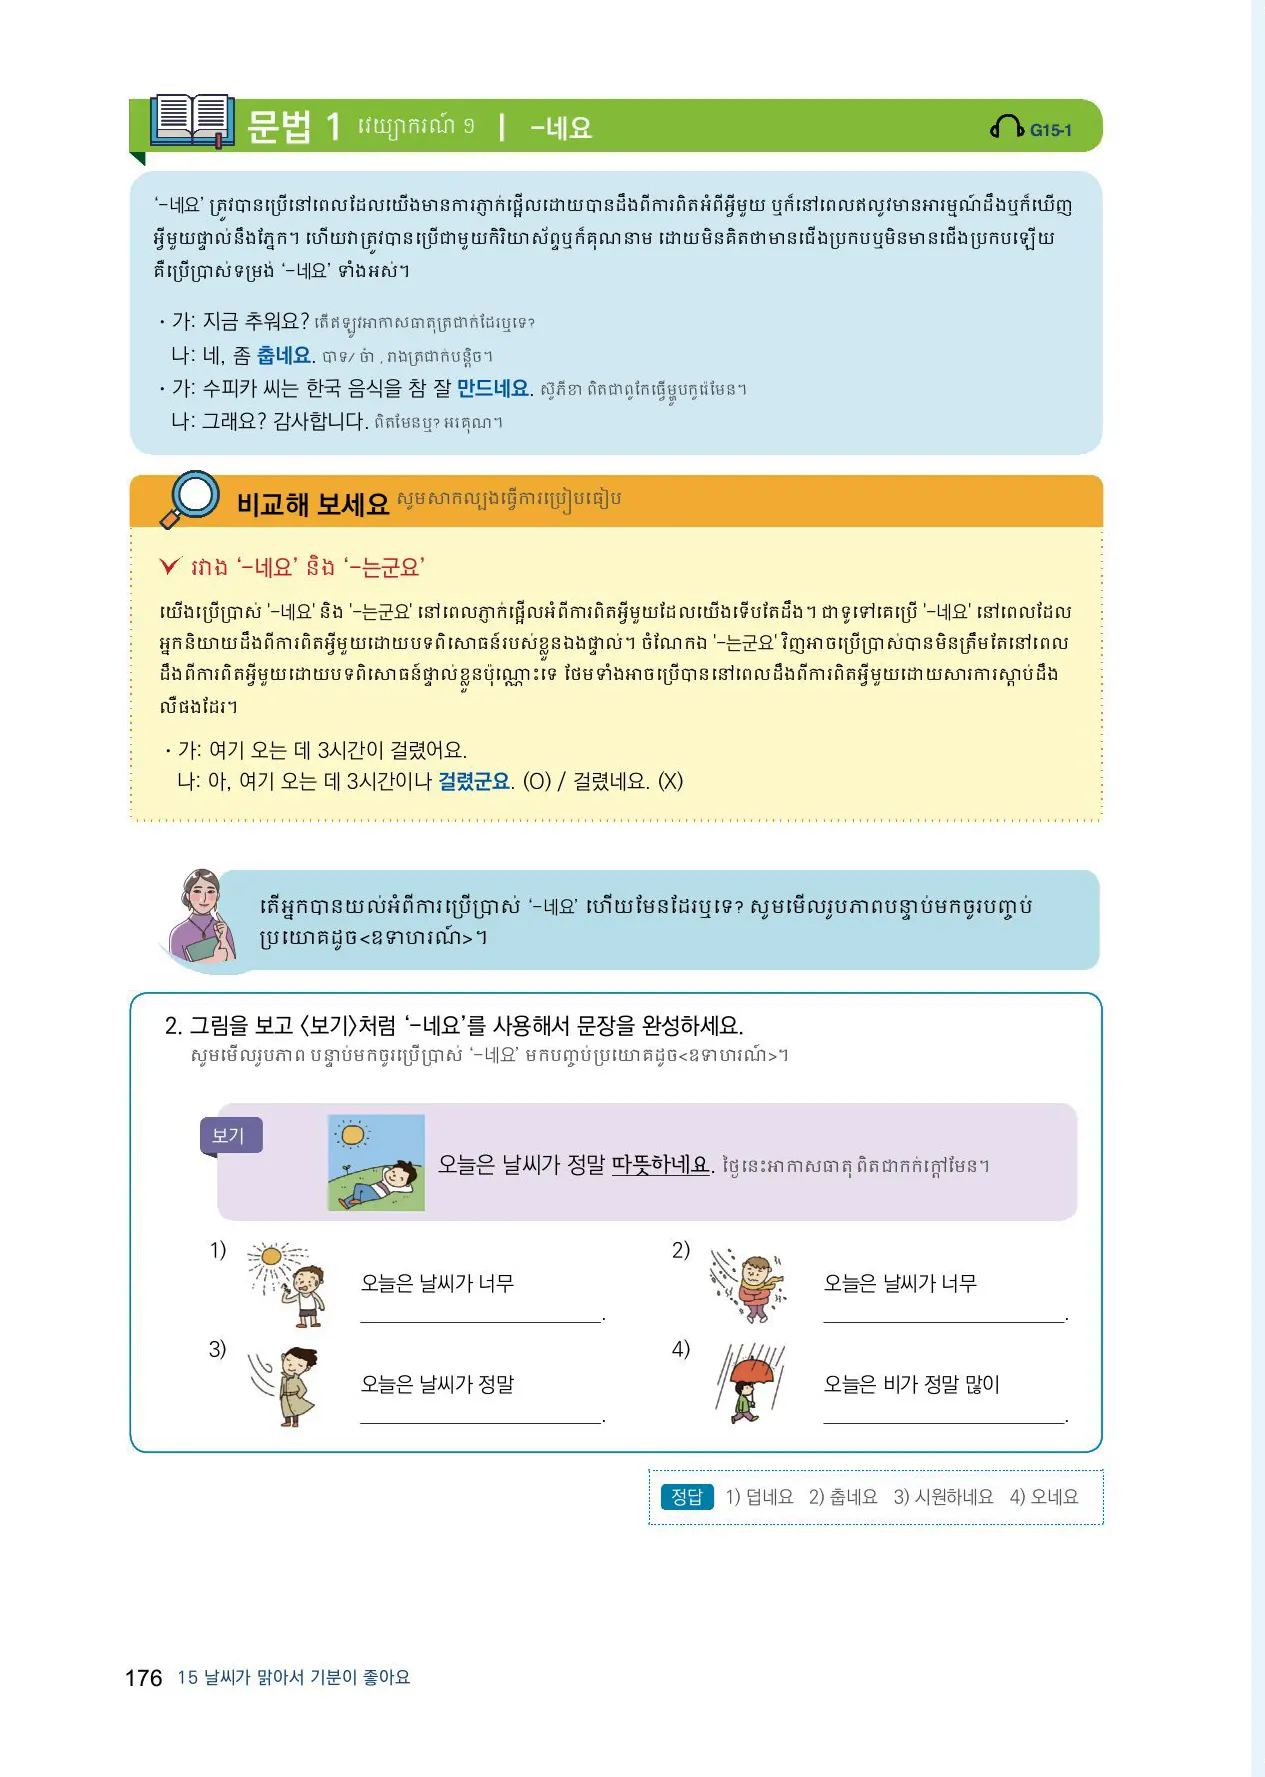 문법 1 វេយ្យាករណ៍ ១ | -네요
G15-1
‘-네요’ ត្រូវបានប្រើនៅពេលដែលយើងមានការភ្ញាក់ផ្អើលដោយបានដឹងពីការពិតអំពីអ្វីមួយ ឬក៏នៅពេលឥលូវមានអារម្មណ៍ដឹងឬក៏ឃើញ
អ្វីមួយផ្ទាល់នឹងភ្នែក។ ហើយវាត្រូវបានប្រើជាមួយកិរិយាស័ព្ទឬក៏គុណនាម ដោយមិនគិតថាមានជើងប្រកបឬមិនមានជើងប្រកបឡើយ
គឺប្រើប្រាស់ទម្រង់ ‘-네요’ ទាំងអស់។
· 가: 지금 추워요? តើឥឡូវអាកាសធាតុត្រជាក់ដែរឬទេ?
나: 네, 좀 춥네요. បាទ/ ចា៎ , រាងត្រជាក់បន្តិច។
· 가: 수피카 씨는 한국 음식을 참 잘 만드네요. ស៊ូភីខា ពិតជាពូកែធ្វើម្ហូបកូរ៉េមែន។
나: 그래요? 감사합니다. ពិតមែនឬ? អរគុណ។
비교해 보세요 សូមសាកល្បងធ្វើការប្រៀបធៀប
រវាង ‘-네요’ និង ‘-는군요’
យើងប្រើប្រាស់ '-네요' និង '-는군요' នៅពេលភ្ញាក់ផ្អើលអំពីការពិតអ្វីមួយដែលយើងទើបតែដឹង។ ជាទូទៅគេប្រើ '-네요' នៅពេលដែល
អ្នកនិយាយដឹងពីការពិតអ្វីមួយដោយបទពិសោធន៍របស់ខ្លួនឯងផ្ទាល់។ ចំណែកឯ '-는군요' វិញអាចប្រើប្រាស់បានមិនត្រឹមតែនៅពេល
ដឹងពីការពិតអ្វីមួយដោយបទពិសោធន៍ផ្ទាល់ខ្លួនប៉ុណ្ណោះទេ ថែមទាំងអាចប្រើបាននៅពេលដឹងពីការពិតអ្វីមួយដោយសារការស្តាប់ដឹង
លឺផងដែរ។
· 가: 여기 오는 데 3시간이 걸렸어요.
나: 아, 여기 오는 데 3시간이나 걸렸군요. (O) / 걸렸네요. (X)
តើអ្នកបានយល់អំពីការប្រើប្រាស់ ‘-네요’ ហើយមែនដែរឬទេ? សូមមើលរូបភាពបន្ទាប់មកចូរបញ្ចប់
ប្រយោគដូច<ឧទាហរណ៍>។
2. 그림을 보고 〈보기〉처럼 ‘-네요’를 사용해서 문장을 완성하세요.
សូមមើលរូបភាព បន្ទាប់មកចូរប្រើប្រាស់ ‘-네요’ មកបញ្ចប់ប្រយោគដូច<ឧទាហរណ៍>។
보기
오늘은 날씨가 정말 따뜻하네요. ថ្ងៃនេះអាកាសធាតុ ពិតជាកក់ក្តៅមែន។
1) 오늘은 날씨가 너무 ____________.
2) 오늘은 날씨가 너무 ____________.
3) 오늘은 날씨가 정말 ____________.
4) 오늘은 비가 정말 많이 ____________.
정답 1) 덥네요 2) 춥네요 3) 시원하네요 4) 오네요
176 15 날씨가 맑아서 기분이 좋아요